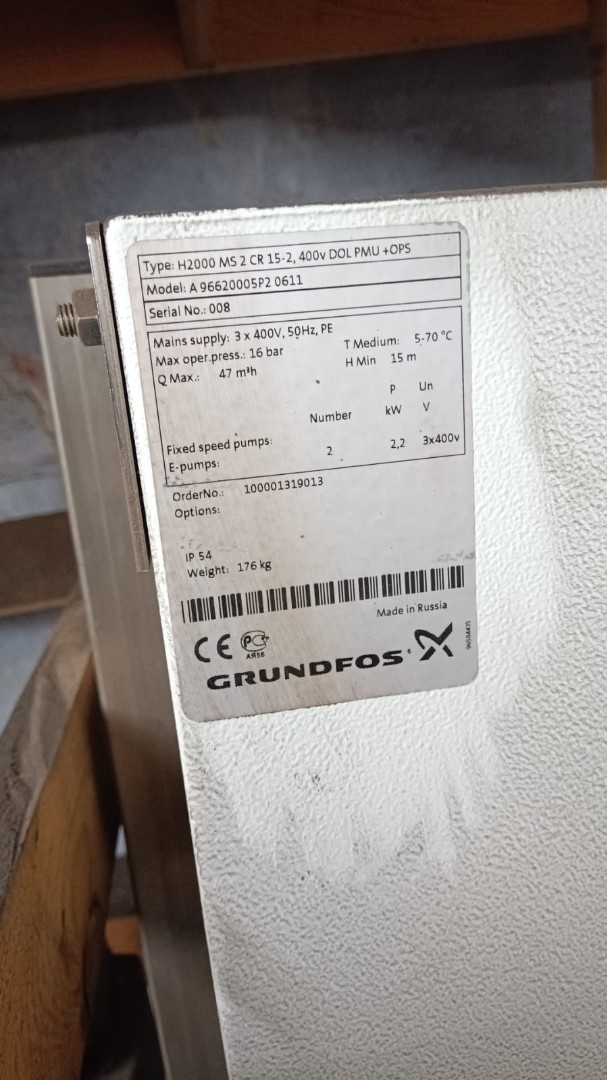 Type: H2000 MS 2 CR 15-2, 400v DOL PMU +OPS
Model: A 96620005P2 0611
Serial No.: 008
Mains supply: 3 x 400V, 50Hz, PE
Max oper.press.: 16 bar T Medium: 5-70 °C
Q Max.: 47 m³h H Min 15 m
P Un
Number kW V
Fixed speed pumps: 2 2,2 3x400v
E-pumps:
OrderNo.: 100001319013
Options:
IP 54
Weight: 176 kg
Made in Russia
CE PC
АЯ56
GRUNDFOS